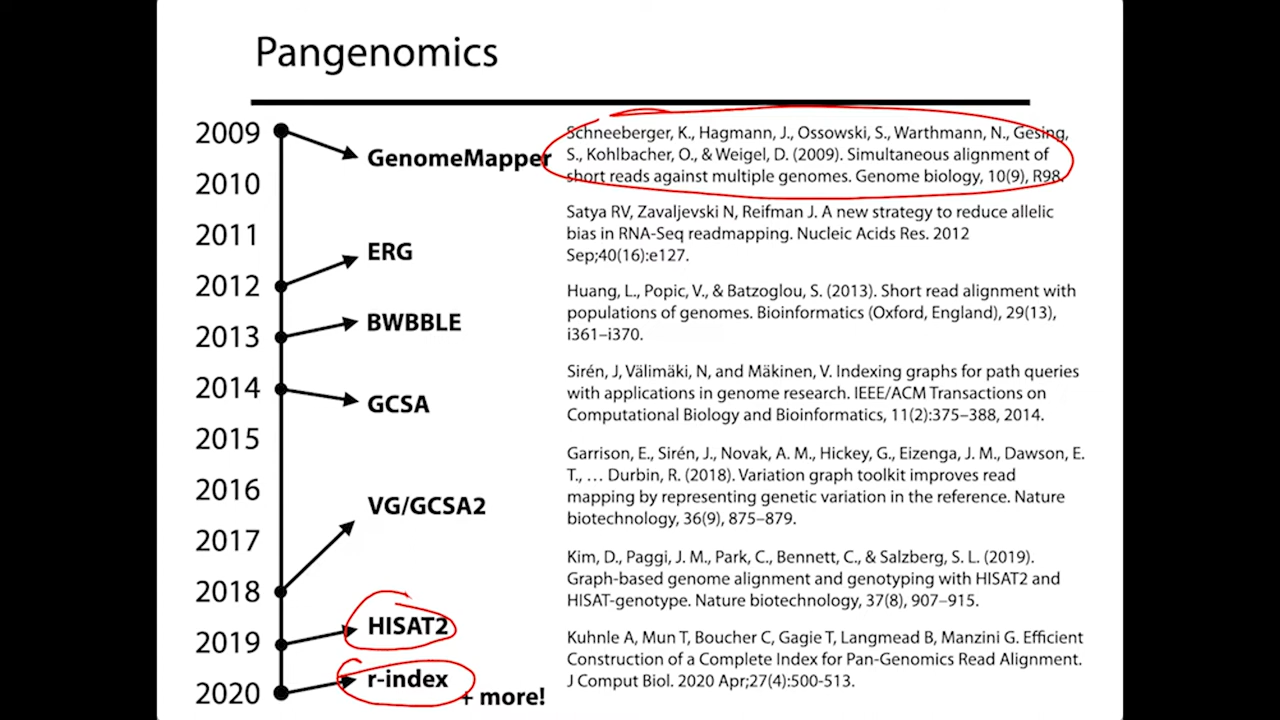 Pangenomics
2009
GenomeMapper
Schneeberger, K., Hagmann, J., Ossowski, S., Warthmann, N., Gesing,
S., Kohlbacher, O., & Weigel, D. (2009). Simultaneous alignment of
short reads against multiple genomes. Genome biology, 10(9), R98.
2010
2011
ERG
Satya RV, Zavaljevski N, Reifman J. A new strategy to reduce allelic
bias in RNA-Seq readmapping. Nucleic Acids Res. 2012
Sep;40(16):e127.
2012
BWBBLE
Huang, L., Popic, V., & Batzoglou, S. (2013). Short read alignment with
populations of genomes. Bioinformatics (Oxford, England), 29(13),
i361–i370.
2013
2014
GCSA
Sirén, J, Välimäki, N, and Mäkinen, V. Indexing graphs for path queries
with applications in genome research. IEEE/ACM Transactions on
Computational Biology and Bioinformatics, 11(2):375–388, 2014.
2015
2016
VG/GCSA2
Garrison, E., Sirén, J., Novak, A. M., Hickey, G., Eizenga, J. M., Dawson, E.
T., … Durbin, R. (2018). Variation graph toolkit improves read
mapping by representing genetic variation in the reference. Nature
biotechnology, 36(9), 875–879.
2017
2018
HISAT2
Kim, D., Paggi, J. M., Park, C., Bennett, C., & Salzberg, S. L. (2019).
Graph-based genome alignment and genotyping with HISAT2 and
HISAT-genotype. Nature biotechnology, 37(8), 907–915.
2019
r-index
Kuhnle A, Mun T, Boucher C, Gagie T, Langmead B, Manzini G. Efficient
Construction of a Complete Index for Pan-Genomics Read Alignment.
J Comput Biol. 2020 Apr;27(4):500-513.
2020
+ more!